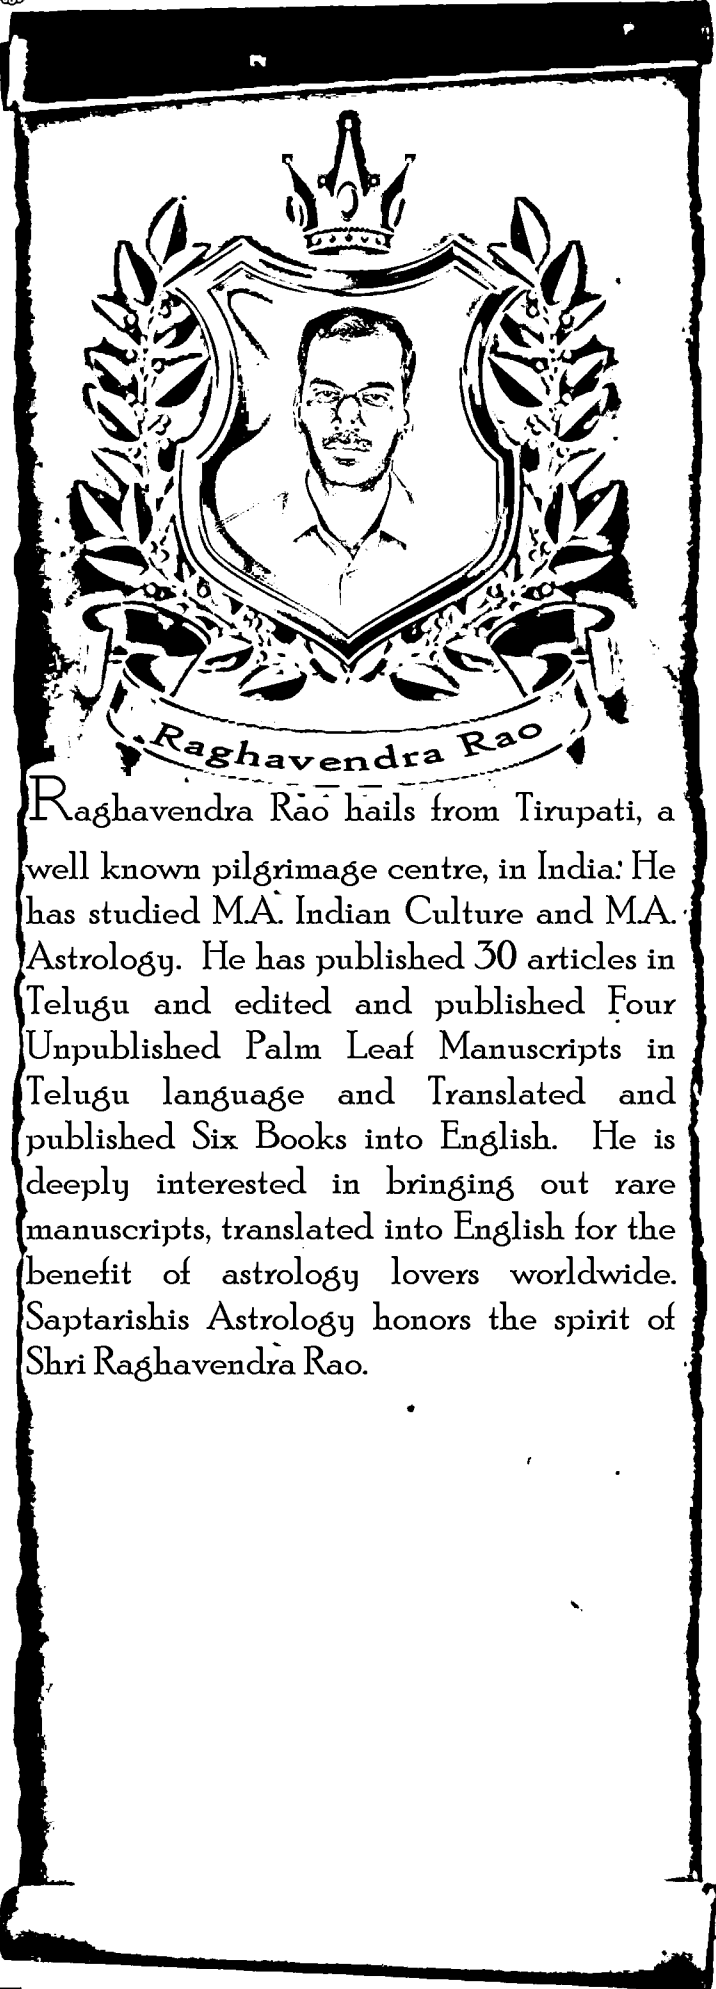 Raghavendra Rao
Raghavendra Rao hails from Tirupati, a
well known pilgrimage centre, in India. He
has studied M.A. Indian Culture and M.A.
Astrology. He has published 30 articles in
Telugu and edited and published Four
Unpublished Palm Leaf Manuscripts in
Telugu language and Translated and
published Six Books into English. He is
deeply interested in bringing out rare
manuscripts, translated into English for the
benefit of astrology lovers worldwide.
Saptarishis Astrology honors the spirit of
Shri Raghavendra Rao.